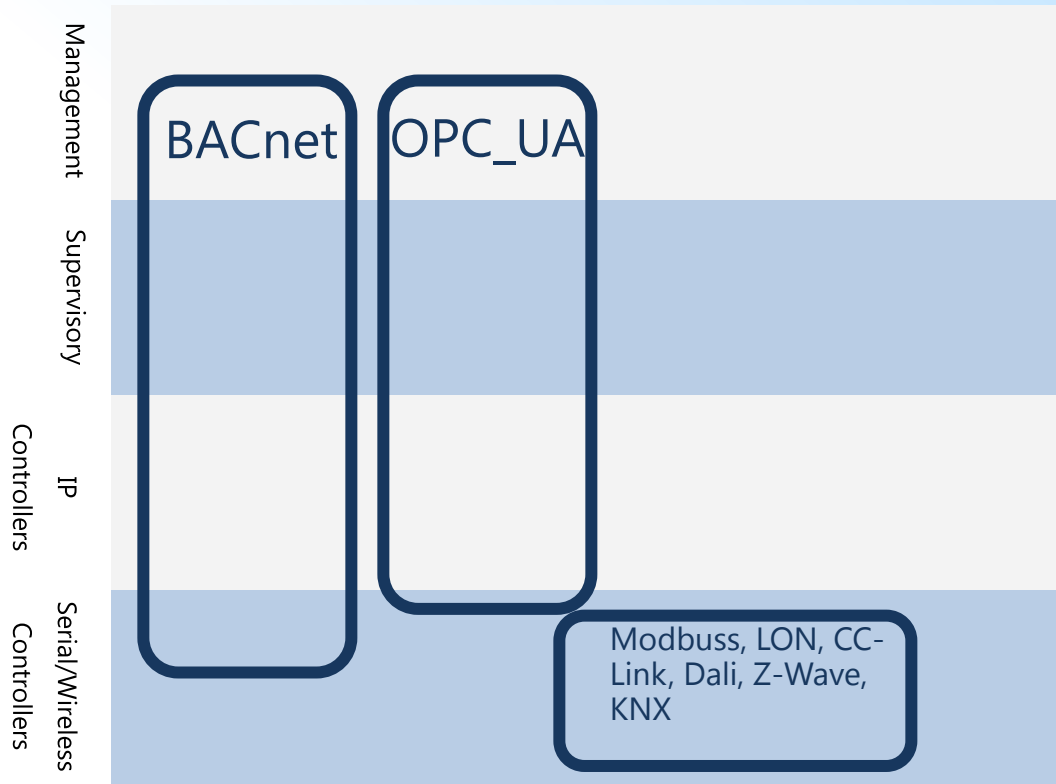 Management
BACnet
OPC_UA
Supervisory
IP
Controllers
Serial/Wireless
Controllers
Modbuss, LON, CC-
Link, Dali, Z-Wave,
KNX